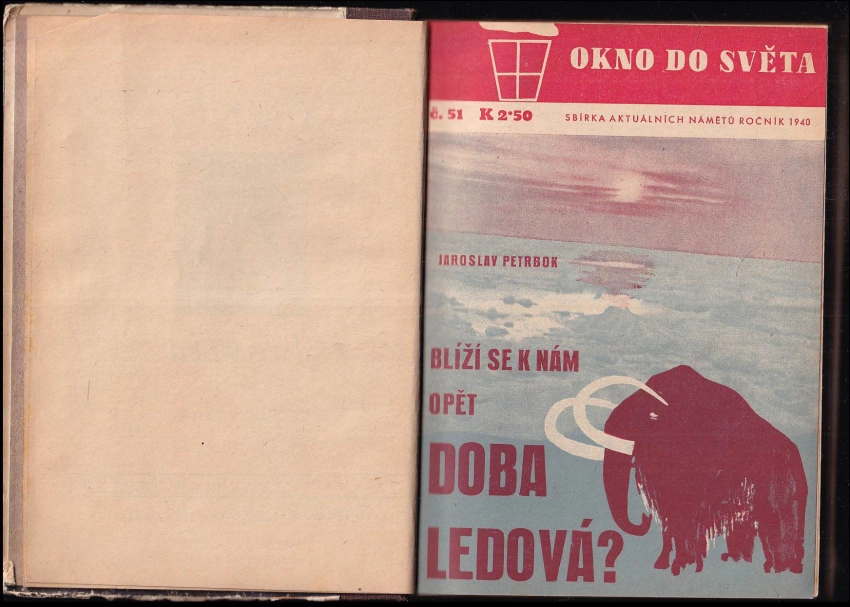 OKNO DO SVĚTA
č. 51 K 2·50 SBÍRKA AKTUÁLNÍCH NÁMĚTŮ ROČNÍK 1940
JAROSLAV PETRBOK
BLÍŽÍ SE K NÁM
OPĚT
DOBA
LEDOVÁ?